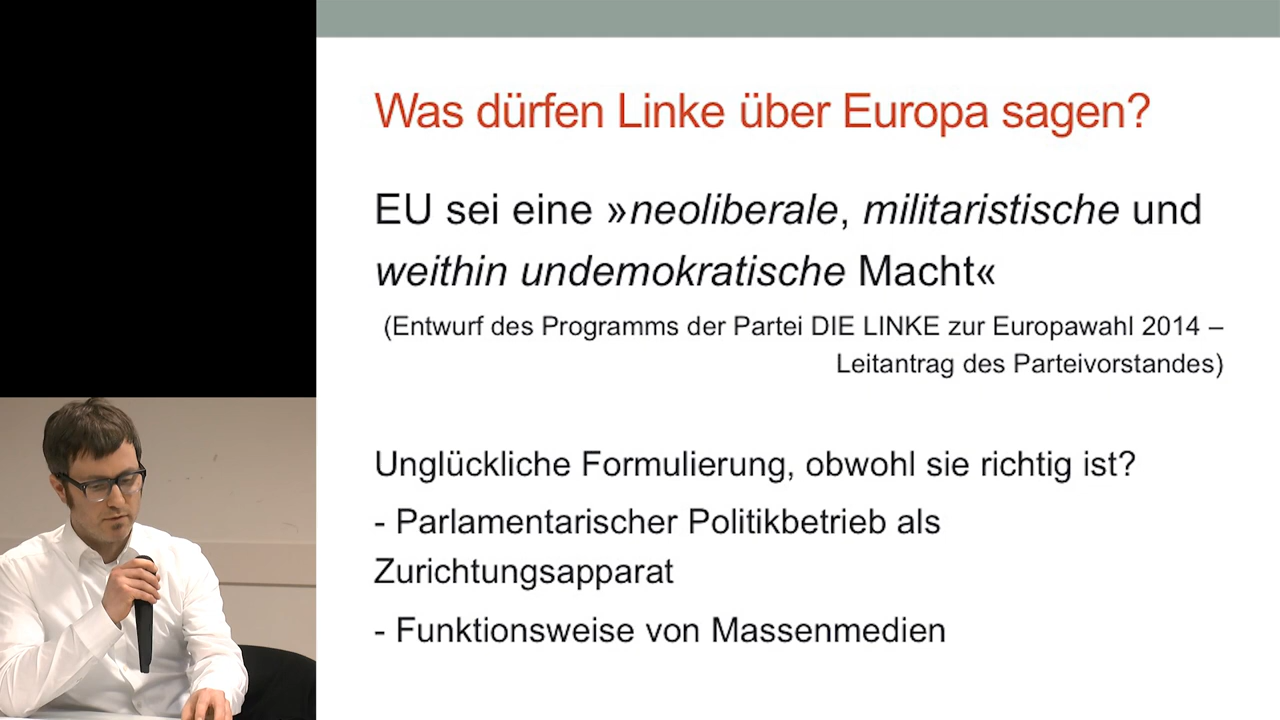 Was dürfen Linke über Europa sagen?
EU sei eine »neoliberale, militaristische und
weithin undemokratische Macht«
(Entwurf des Programms der Partei DIE LINKE zur Europawahl 2014 –
Leitantrag des Parteivorstandes)
Unglückliche Formulierung, obwohl sie richtig ist?
- Parlamentarischer Politikbetrieb als
Zurichtungsapparat
- Funktionsweise von Massenmedien